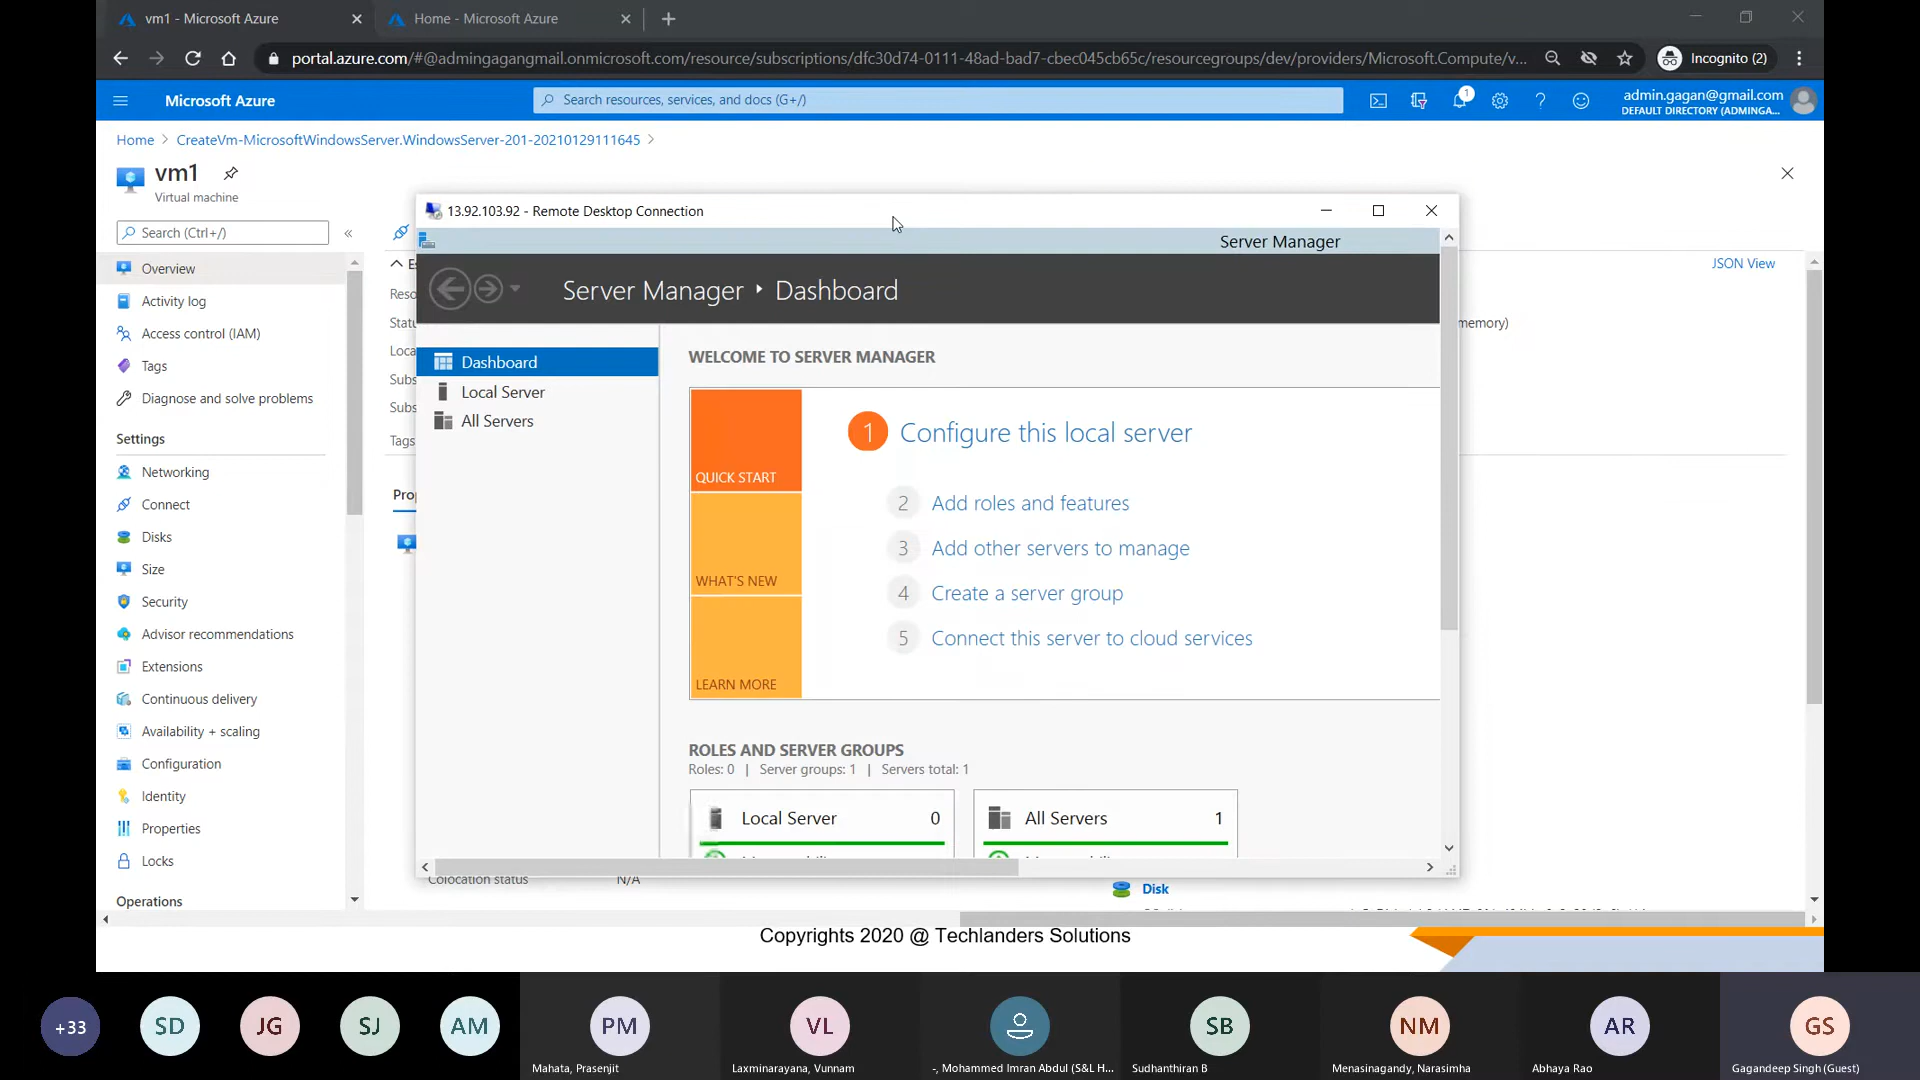 vm1 - Microsoft Azure
Home - Microsoft Azure
portal.azure.com/#@admingagangmail.onmicrosoft.com/resource/subscriptions/dfc30d74-0111-48ad-bad7-cbec045cb65c/resourcegroups/dev/providers/Microsoft.Compute/v...
Incognito (2)
Microsoft Azure
Search resources, services, and docs (G+/)
1
admin.gagan@gmail.com
DEFAULT DIRECTORY (ADMINGA...
Home > CreateVm-MicrosoftWindowsServer.WindowsServer-201-20210129111645 >
vm1
Virtual machine
Search (Ctrl+/)
Overview
Activity log
Access control (IAM)
Tags
Diagnose and solve problems
Settings
Networking
Connect
Disks
Size
Security
Advisor recommendations
Extensions
Continuous delivery
Availability + scaling
Configuration
Identity
Properties
Locks
Operations
JSON View
Reso
Statu
Loca
Subs
Subs
Tags
Prop
memory)
13.92.103.92 - Remote Desktop Connection
Server Manager
Server Manager
Dashboard
Dashboard
Local Server
All Servers
WELCOME TO SERVER MANAGER
QUICK START
WHAT'S NEW
LEARN MORE
1 Configure this local server
2 Add roles and features
3 Add other servers to manage
4 Create a server group
5 Connect this server to cloud services
ROLES AND SERVER GROUPS
Roles: 0 | Server groups: 1 | Servers total: 1
Local Server 0
All Servers 1
Colocation status N/A
Disk
Copyrights 2020 @ Techlanders Solutions
+33
SD
JG
SJ
AM
PM
Mahata, Prasenjit
VL
Laxminarayana, Vunnam
-, Mohammed Imran Abdul (S&L H...
SB
Sudhanthiran B
NM
Menasinagandy, Narasimha
AR
Abhaya Rao
GS
Gagandeep Singh (Guest)